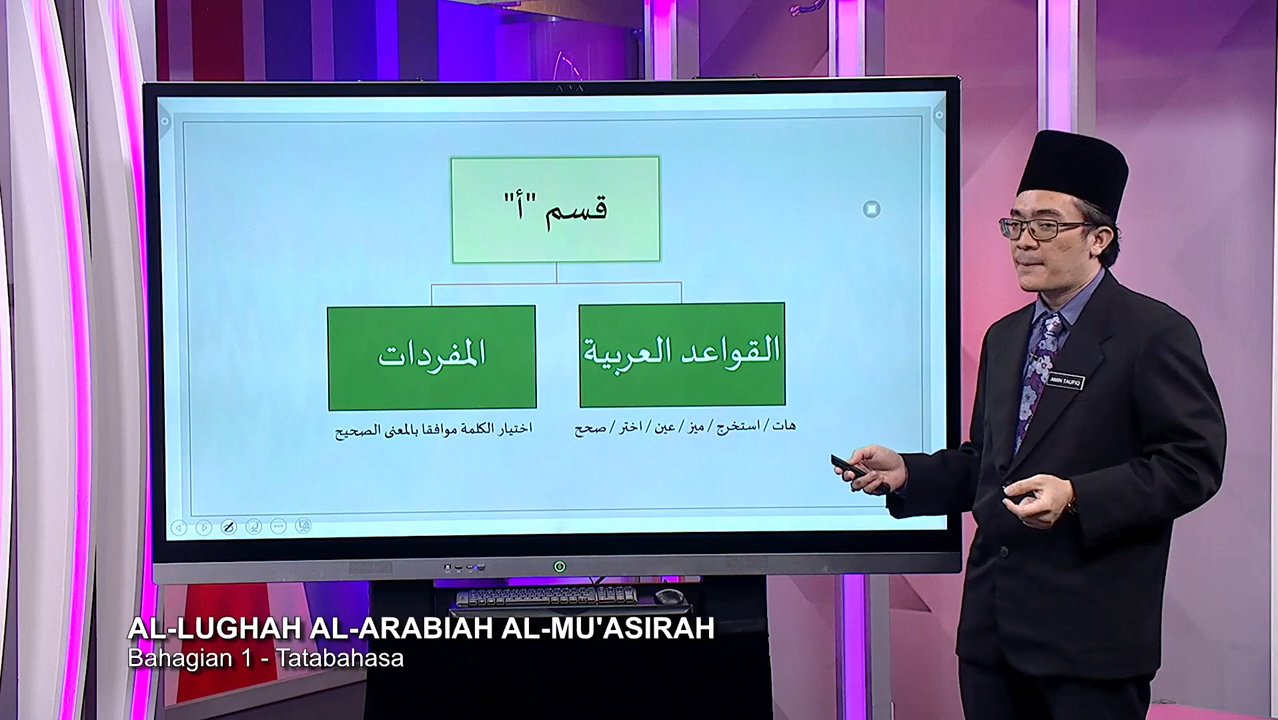 قسم "أ"
القواعد العربية
المفردات
هات / استخرج / ميز / عين / اختر / صحح
اختيار الكلمة موافقا بالمعنى الصحيح
AMIN TAUFIQ
AL-LUGHAH AL-ARABIAH AL-MU'ASIRAH
Bahagian 1 - Tatabahasa